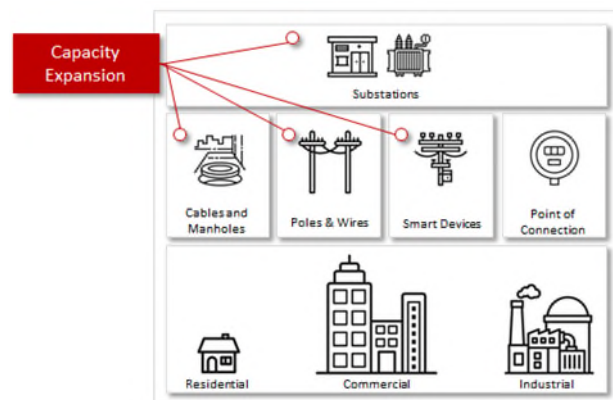 Capacity
Expansion
Substations
Cables and
Manholes
Poles & Wires
Smart Devices
Point of
Connection
Residential
Commercial
Industrial